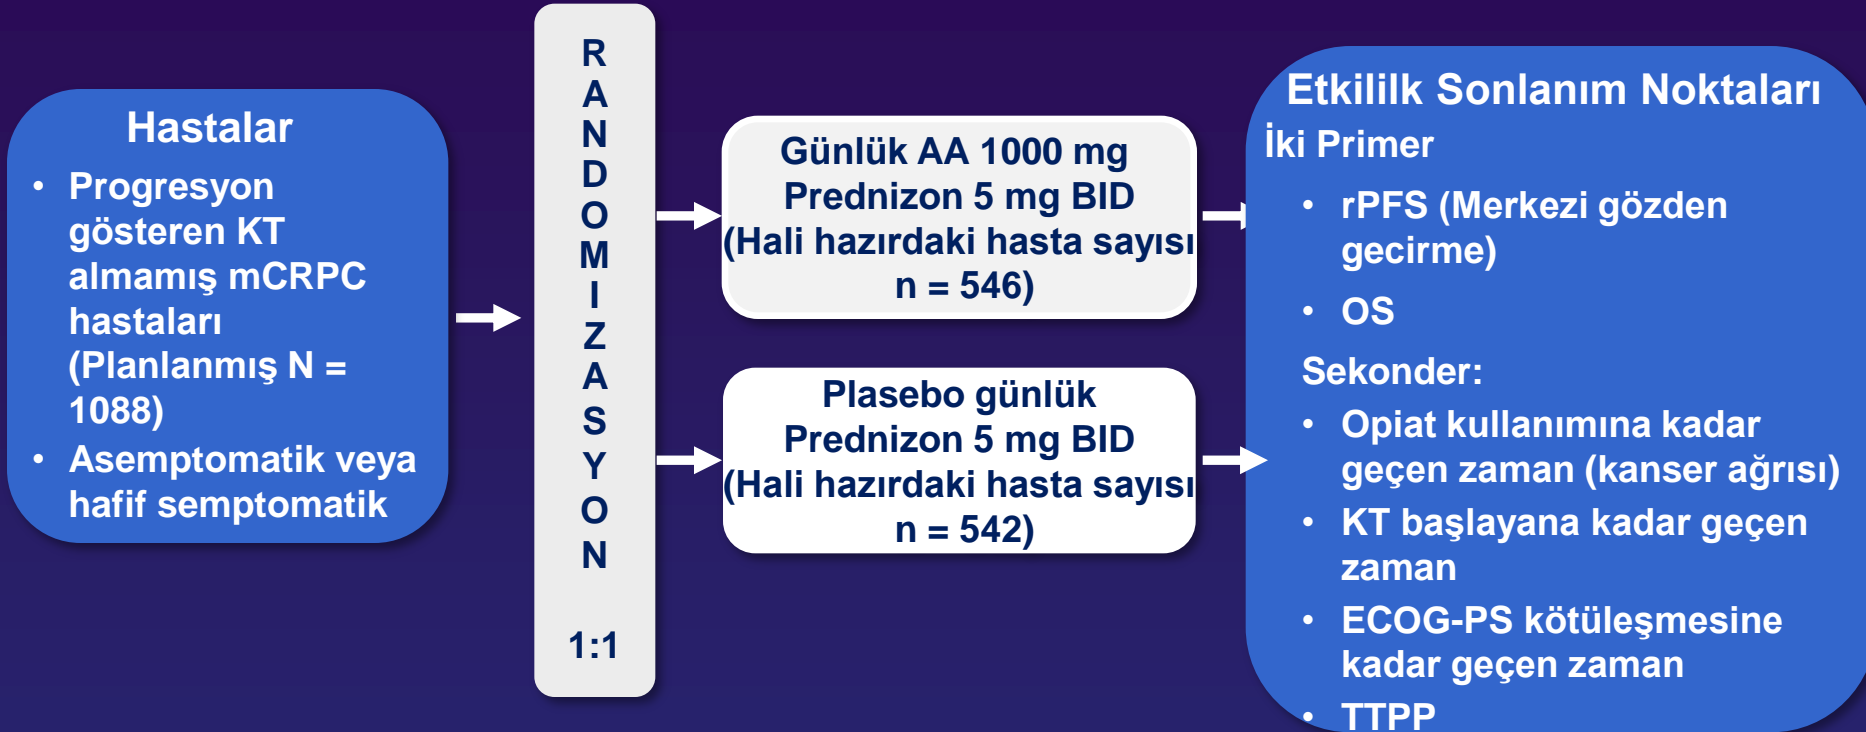 Hastalar
• Progresyon
gösteren KT
almamış mCRPC
hastaları
(Planlanmış N =
1088)
• Asemptomatik veya
hafif semptomatik
R
A
N
D
O
M
I
Z
A
S
Y
O
N
1:1
Günlük AA 1000 mg
Prednizon 5 mg BID
(Hali hazırdaki hasta sayısı
n = 546)
Plasebo günlük
Prednizon 5 mg BID
(Hali hazırdaki hasta sayısı
n = 542)
Etkililk Sonlanım Noktaları
İki Primer
• rPFS (Merkezi gözden
gecirme)
• OS
Sekonder:
• Opiat kullanımına kadar
geçen zaman (kanser ağrısı)
• KT başlayana kadar geçen
zaman
• ECOG-PS kötüleşmesine
kadar geçen zaman
• TTPP